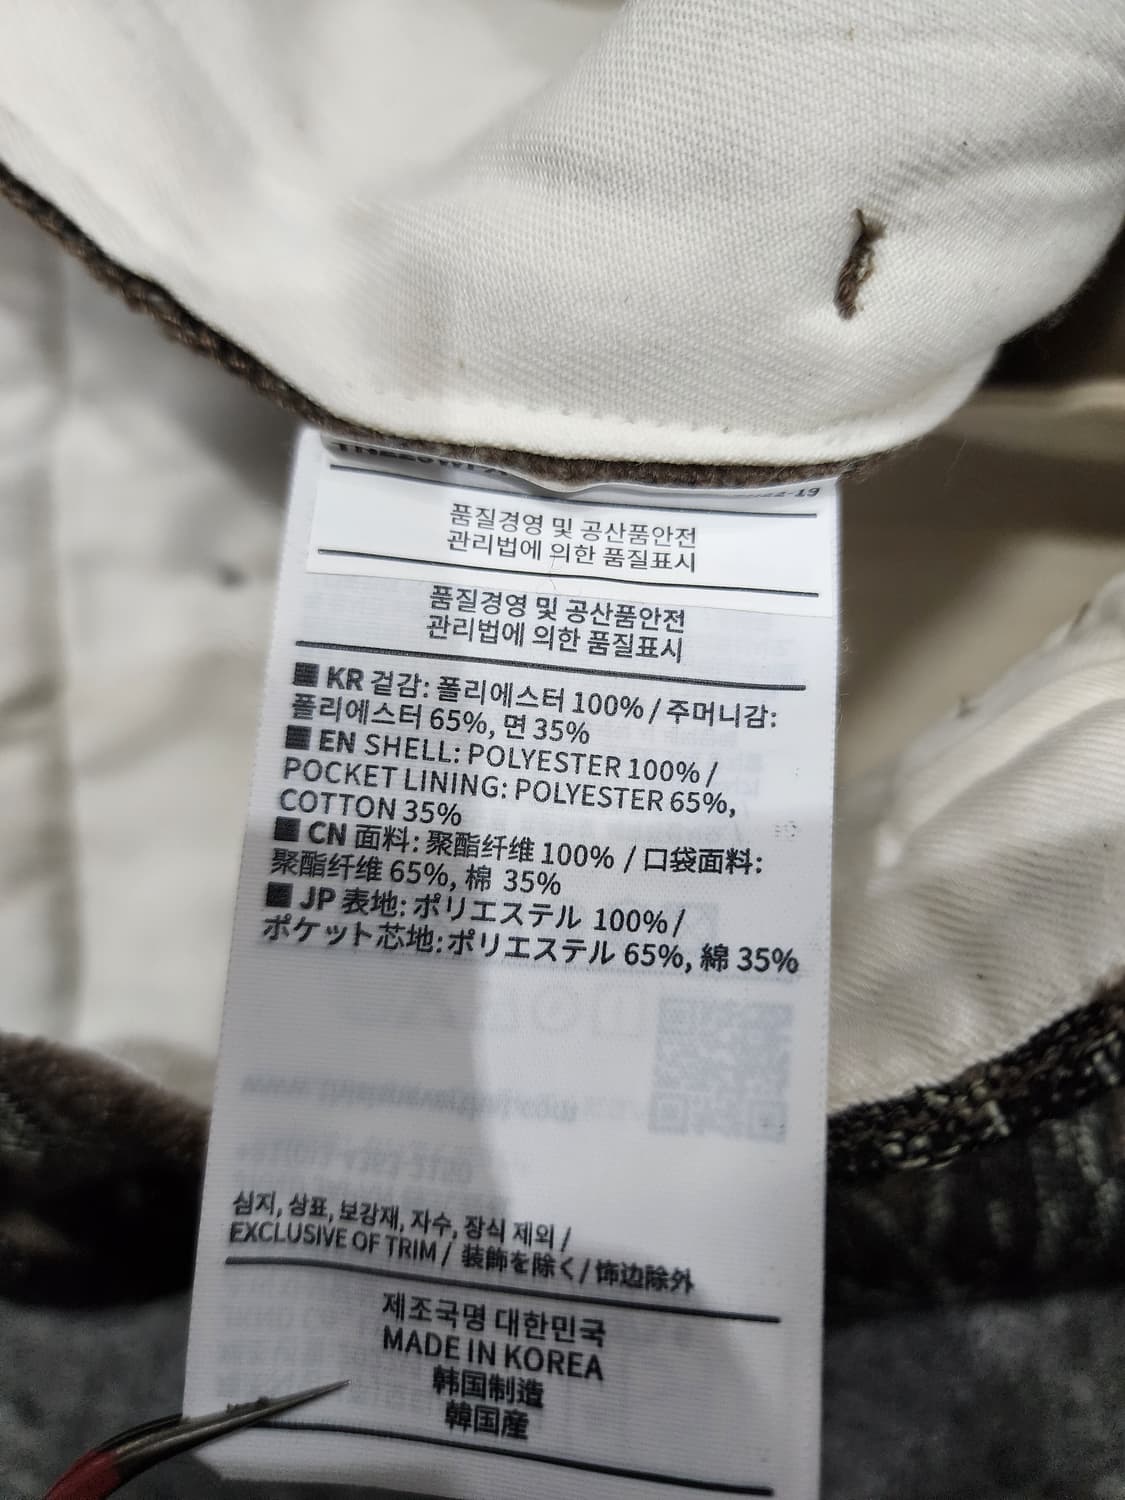 품질경영 및 공산품안전
관리법에 의한 품질표시
품질경영 및 공산품안전
관리법에 의한 품질표시
KR 겉감: 폴리에스터 100% / 주머니감:
폴리에스터 65%, 면 35%
EN SHELL: POLYESTER 100% /
POCKET LINING: POLYESTER 65%,
COTTON 35%
CN 面料: 聚酯纤维 100% / 口袋面料:
聚酯纤维 65%, 棉 35%
JP 表地: ポリエステル 100% /
ポケット芯地: ポリエステル 65%, 綿 35%
심지, 상표, 보강재, 자수, 장식 제외 /
EXCLUSIVE OF TRIM / 装飾を除く / 饰边除外
제조국명 대한민국
MADE IN KOREA
韩国制造
韓国産